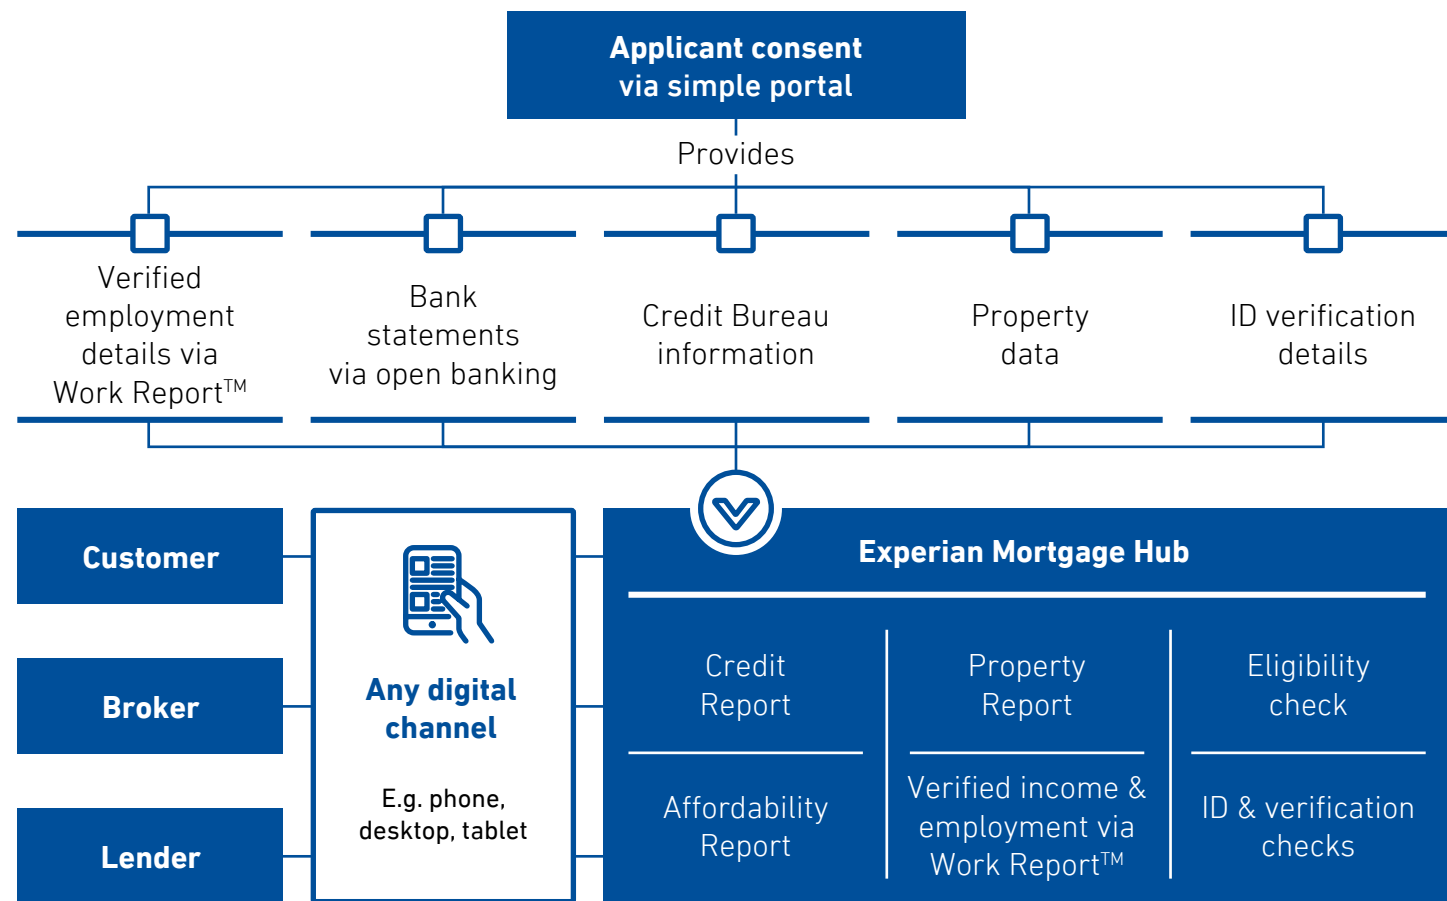 Applicant consent
via simple portal
Provides
Verified
employment
details via
Work Report™
Bank
statements
via open banking
Credit Bureau
information
Property
data
ID verification
details
Customer
Broker
Lender
Any digital
channel
E.g. phone,
desktop, tablet
Experian Mortgage Hub
Credit
Report
Property
Report
Eligibility
check
Affordability
Report
Verified income &
employment via
Work Report™
ID & verification
checks